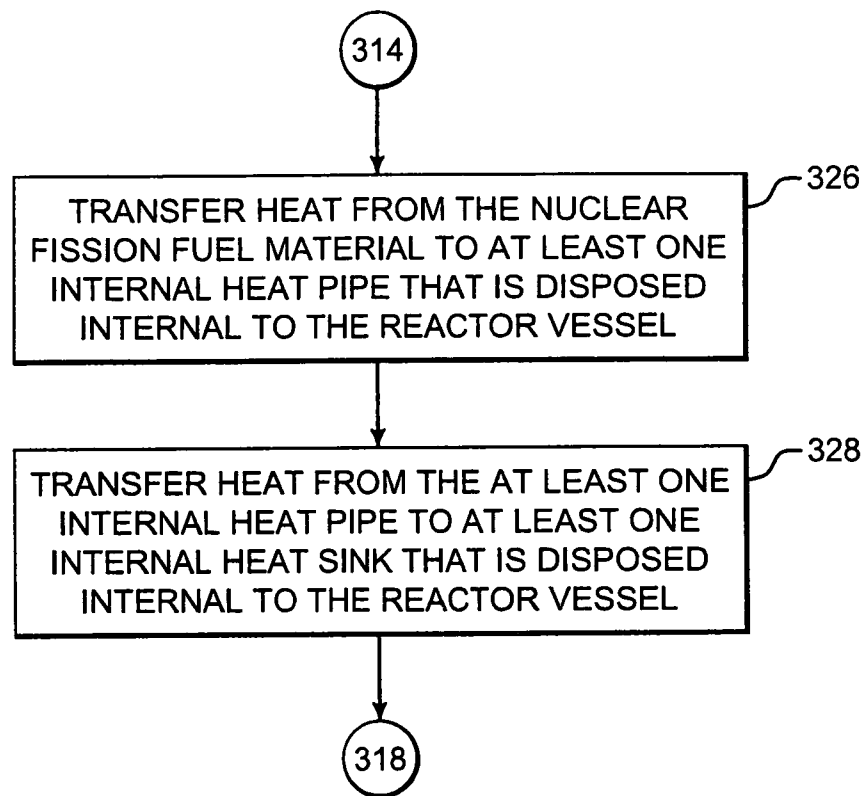 314
326
TRANSFER HEAT FROM THE NUCLEAR
FISSION FUEL MATERIAL TO AT LEAST ONE
INTERNAL HEAT PIPE THAT IS DISPOSED
INTERNAL TO THE REACTOR VESSEL
328
TRANSFER HEAT FROM THE AT LEAST ONE
INTERNAL HEAT PIPE TO AT LEAST ONE
INTERNAL HEAT SINK THAT IS DISPOSED
INTERNAL TO THE REACTOR VESSEL
318